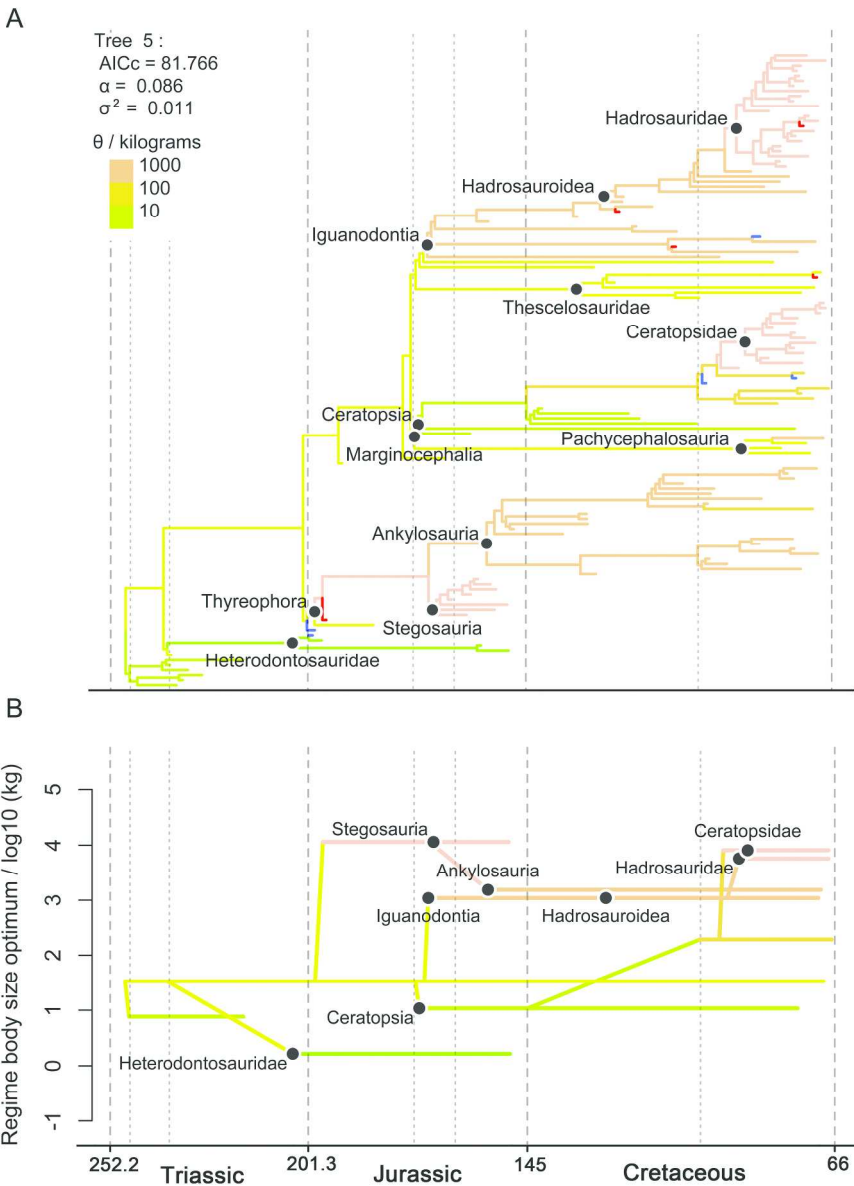 A
Tree 5 :
AICc = 81.766
α = 0.086
σ² = 0.011
θ / kilograms
1000
100
10
Hadrosauridae
Hadrosauroidea
Iguanodontia
Thescelosauridae
Ceratopsidae
Ceratopsia
Pachycephalosauria
Marginocephalia
Ankylosauria
Thyreophora
Stegosauria
Heterodontosauridae
B
Regime body size optimum / log10 (kg)
5
4
3
2
1
0
-1
Stegosauria
Ceratopsidae
Ankylosauria
Hadrosauridae
Iguanodontia
Hadrosauroidea
Ceratopsia
Heterodontosauridae
252.2
Triassic
201.3
Jurassic
145
Cretaceous
66